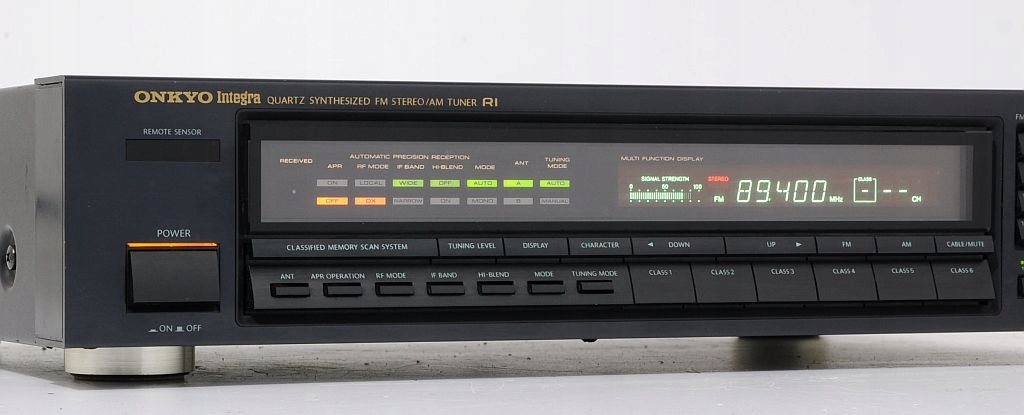 ONKYO Integra QUARTZ SYNTHESIZED FM STEREO/AM TUNER RI
REMOTE SENSOR
FM
RECEIVED
AUTOMATIC PRECISION RECEPTION
APR RF MODE IF BAND HI-BLEND MODE ANT TUNING MODE
ON LOCAL WIDE OFF AUTO A AUTO
OFF DX NARROW ON MONO B MANUAL
MULTI FUNCTION DISPLAY
SIGNAL STRENGTH
0 50 100
STEREO
FM 89.400 MHz
CLASS
- -- CH
POWER
ON OFF
CLASSIFIED MEMORY SCAN SYSTEM TUNING LEVEL DISPLAY CHARACTER ◄ DOWN UP ► FM AM CABLE/MUTE
ANT APR OPERATION RF MODE IF BAND HI-BLEND MODE TUNING MODE CLASS 1 CLASS 2 CLASS 3 CLASS 4 CLASS 5 CLASS 6